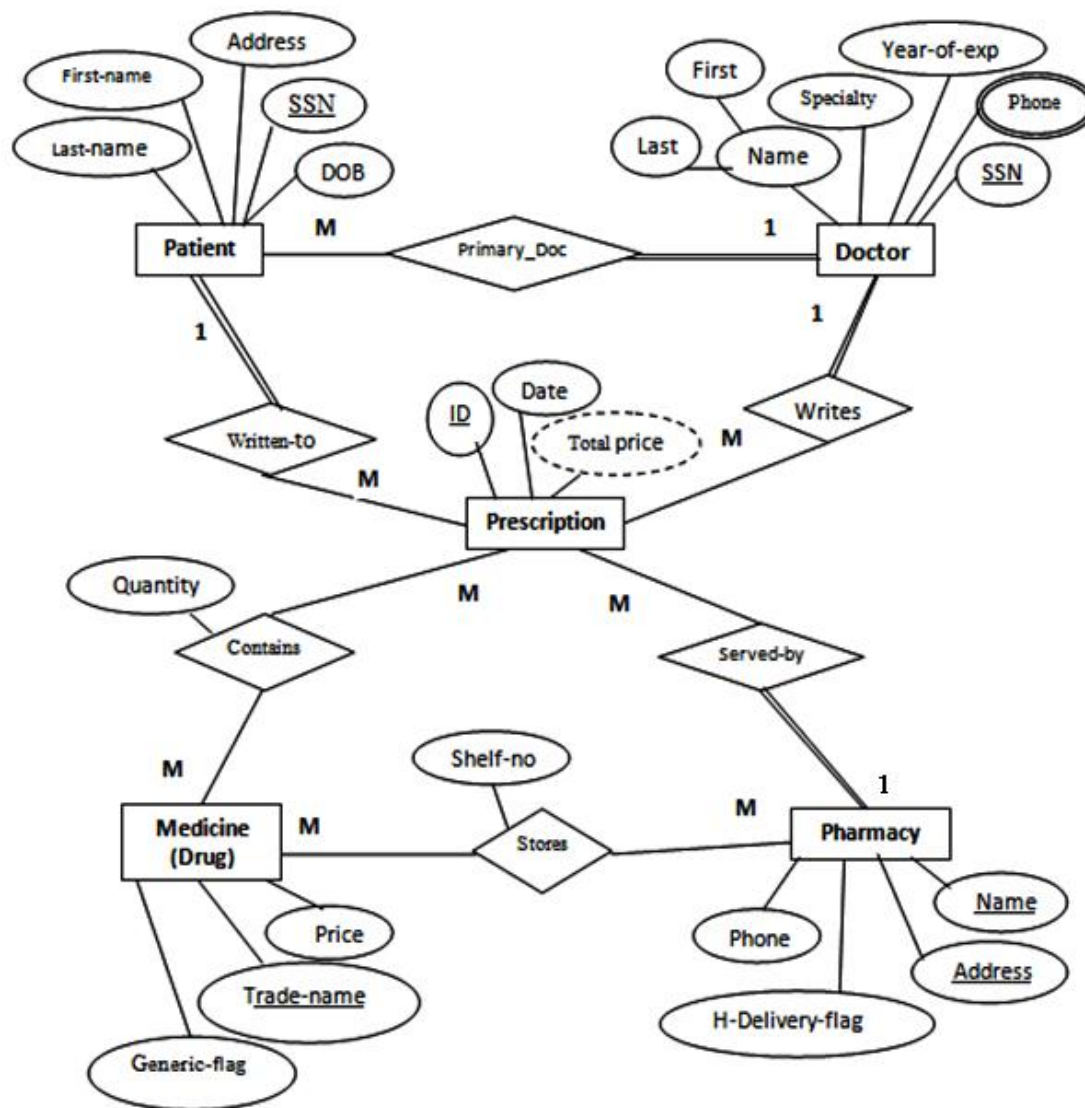 Address
Year-of-exp
First-name
First
SSN
Specialty
Phone
Last-name
Last
Name
DOB
SSN
M
1
Patient
Primary_Doc
Doctor
1
1
ID
Date
Writes
Written-to
Total price
M
M
Prescription
Quantity
M
M
Contains
Served-by
Shelf-no
M
1
M
M
Medicine
(Drug)
Stores
Pharmacy
Name
Price
Phone
Address
Trade-name
H-Delivery-flag
Generic-flag